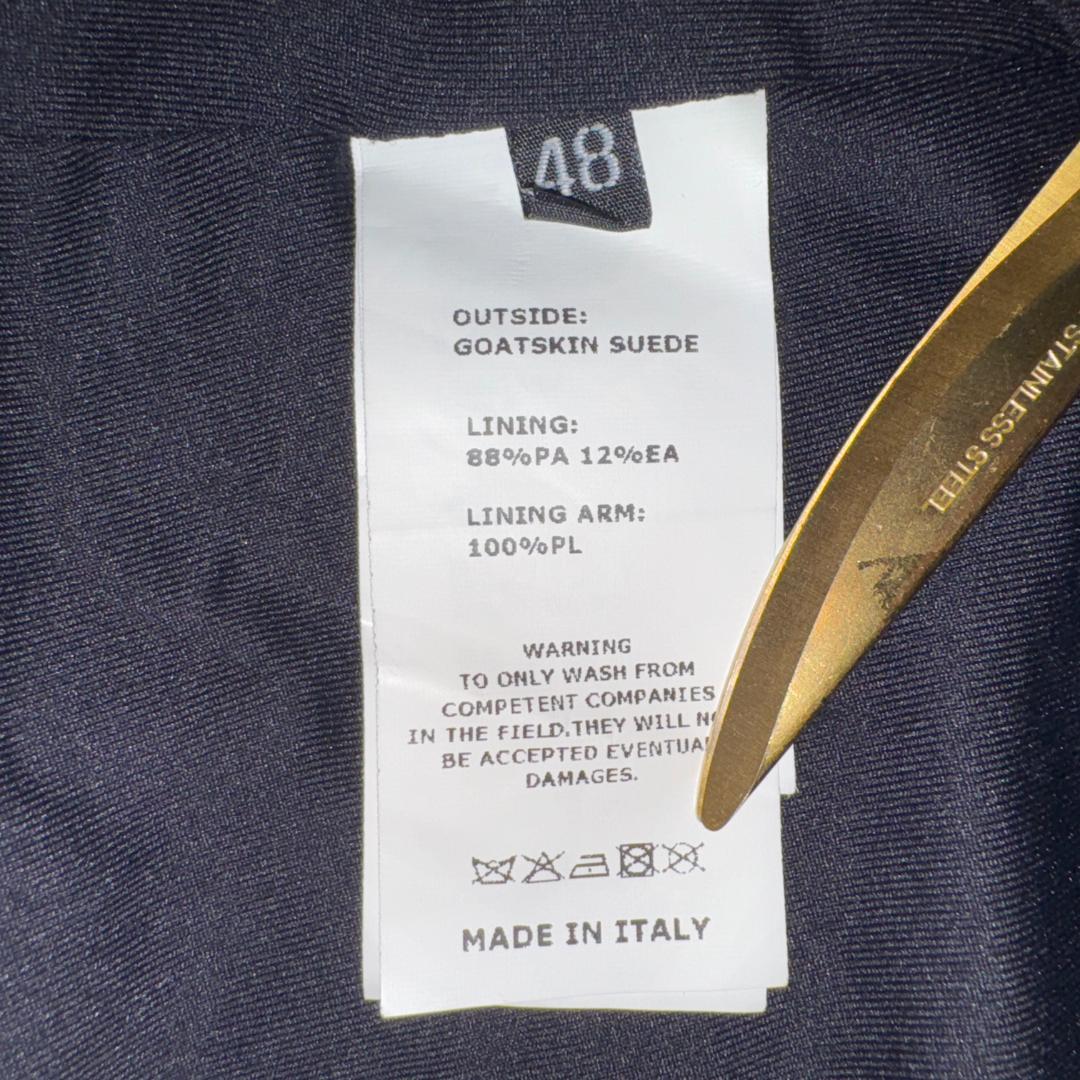 48
OUTSIDE:
GOATSKIN SUEDE
LINING:
88%PA 12%EA
LINING ARM:
100%PL
WARNING
TO ONLY WASH FROM
COMPETENT COMPANIES
IN THE FIELD.THEY WILL
BE ACCEPTED
DAMAGES.
MADE IN ITALY
STAINLESS STEEL